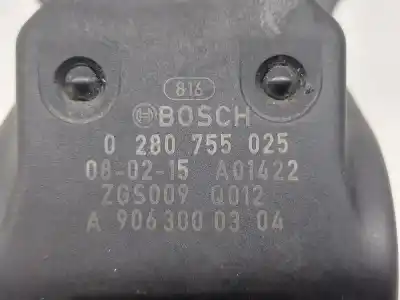 816
BOSCH
0 280 755 025
08-02-15 A01422
ZGS009 Q012
A 906 300 03 04